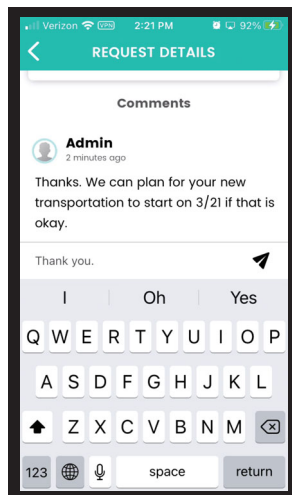 Verizon VPN 2:21 PM 92%
REQUEST DETAILS
Comments
Admin
2 minutes ago
Thanks. We can plan for your new
transportation to start on 3/21 if that is
okay.
Thank you.
I Oh Yes
Q W E R T Y U I O P
A S D F G H J K L
Z X C V B N M
123 space return